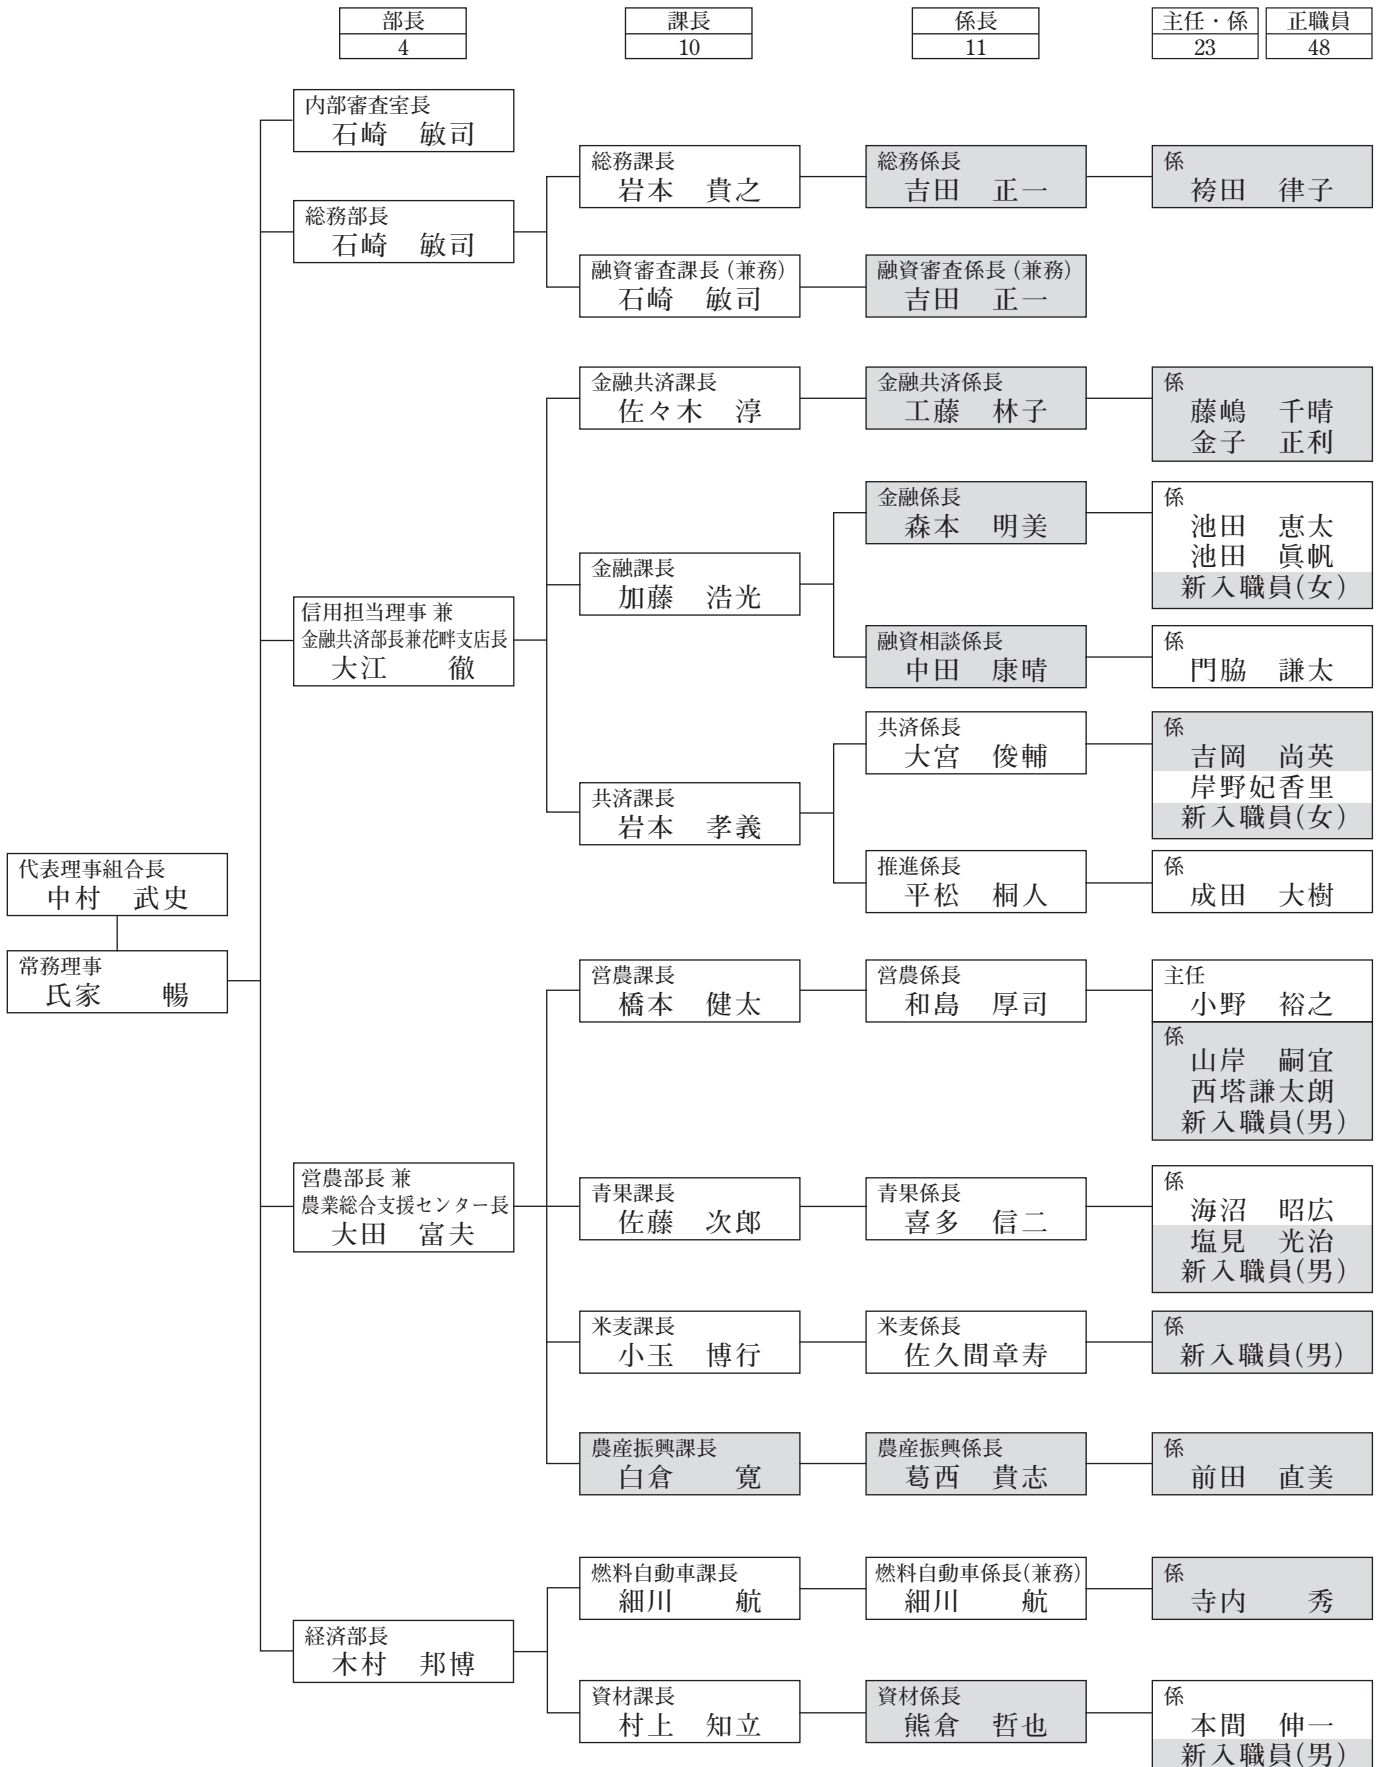 部長
4
課長
10
係長
11
主任・係
23
正職員
48
代表理事組合長
中村　武史
常務理事
氏家　　暢
内部審査室長
石崎　敏司
総務部長
石崎　敏司
総務課長
岩本　貴之
総務係長
吉田　正一
係
袴田　律子
融資審査課長（兼務）
石崎　敏司
融資審査係長（兼務）
吉田　正一
信用担当理事 兼
金融共済部長兼花畔支店長
大江　　徹
金融共済課長
佐々木　淳
金融共済係長
工藤　林子
係
藤嶋　千晴
金子　正利
金融課長
加藤　浩光
金融係長
森本　明美
係
池田　恵太
池田　眞帆
新入職員(女)
融資相談係長
中田　康晴
係
門脇　謙太
共済課長
岩本　孝義
共済係長
大宮　俊輔
係
吉岡　尚英
岸野妃香里
新入職員(女)
推進係長
平松　桐人
係
成田　大樹
営農部長 兼
農業総合支援センター長
大田　富夫
営農課長
橋本　健太
営農係長
和島　厚司
主任
小野　裕之
係
山岸　嗣宜
西塔謙太朗
新入職員(男)
青果課長
佐藤　次郎
青果係長
喜多　信二
係
海沼　昭広
塩見　光治
新入職員(男)
米麦課長
小玉　博行
米麦係長
佐久間章寿
係
新入職員(男)
農産振興課長
白倉　　寛
農産振興係長
葛西　貴志
係
前田　直美
経済部長
木村　邦博
燃料自動車課長
細川　　航
燃料自動車係長(兼務)
細川　　航
係
寺内　　秀
資材課長
村上　知立
資材係長
熊倉　哲也
係
本間　伸一
新入職員(男)